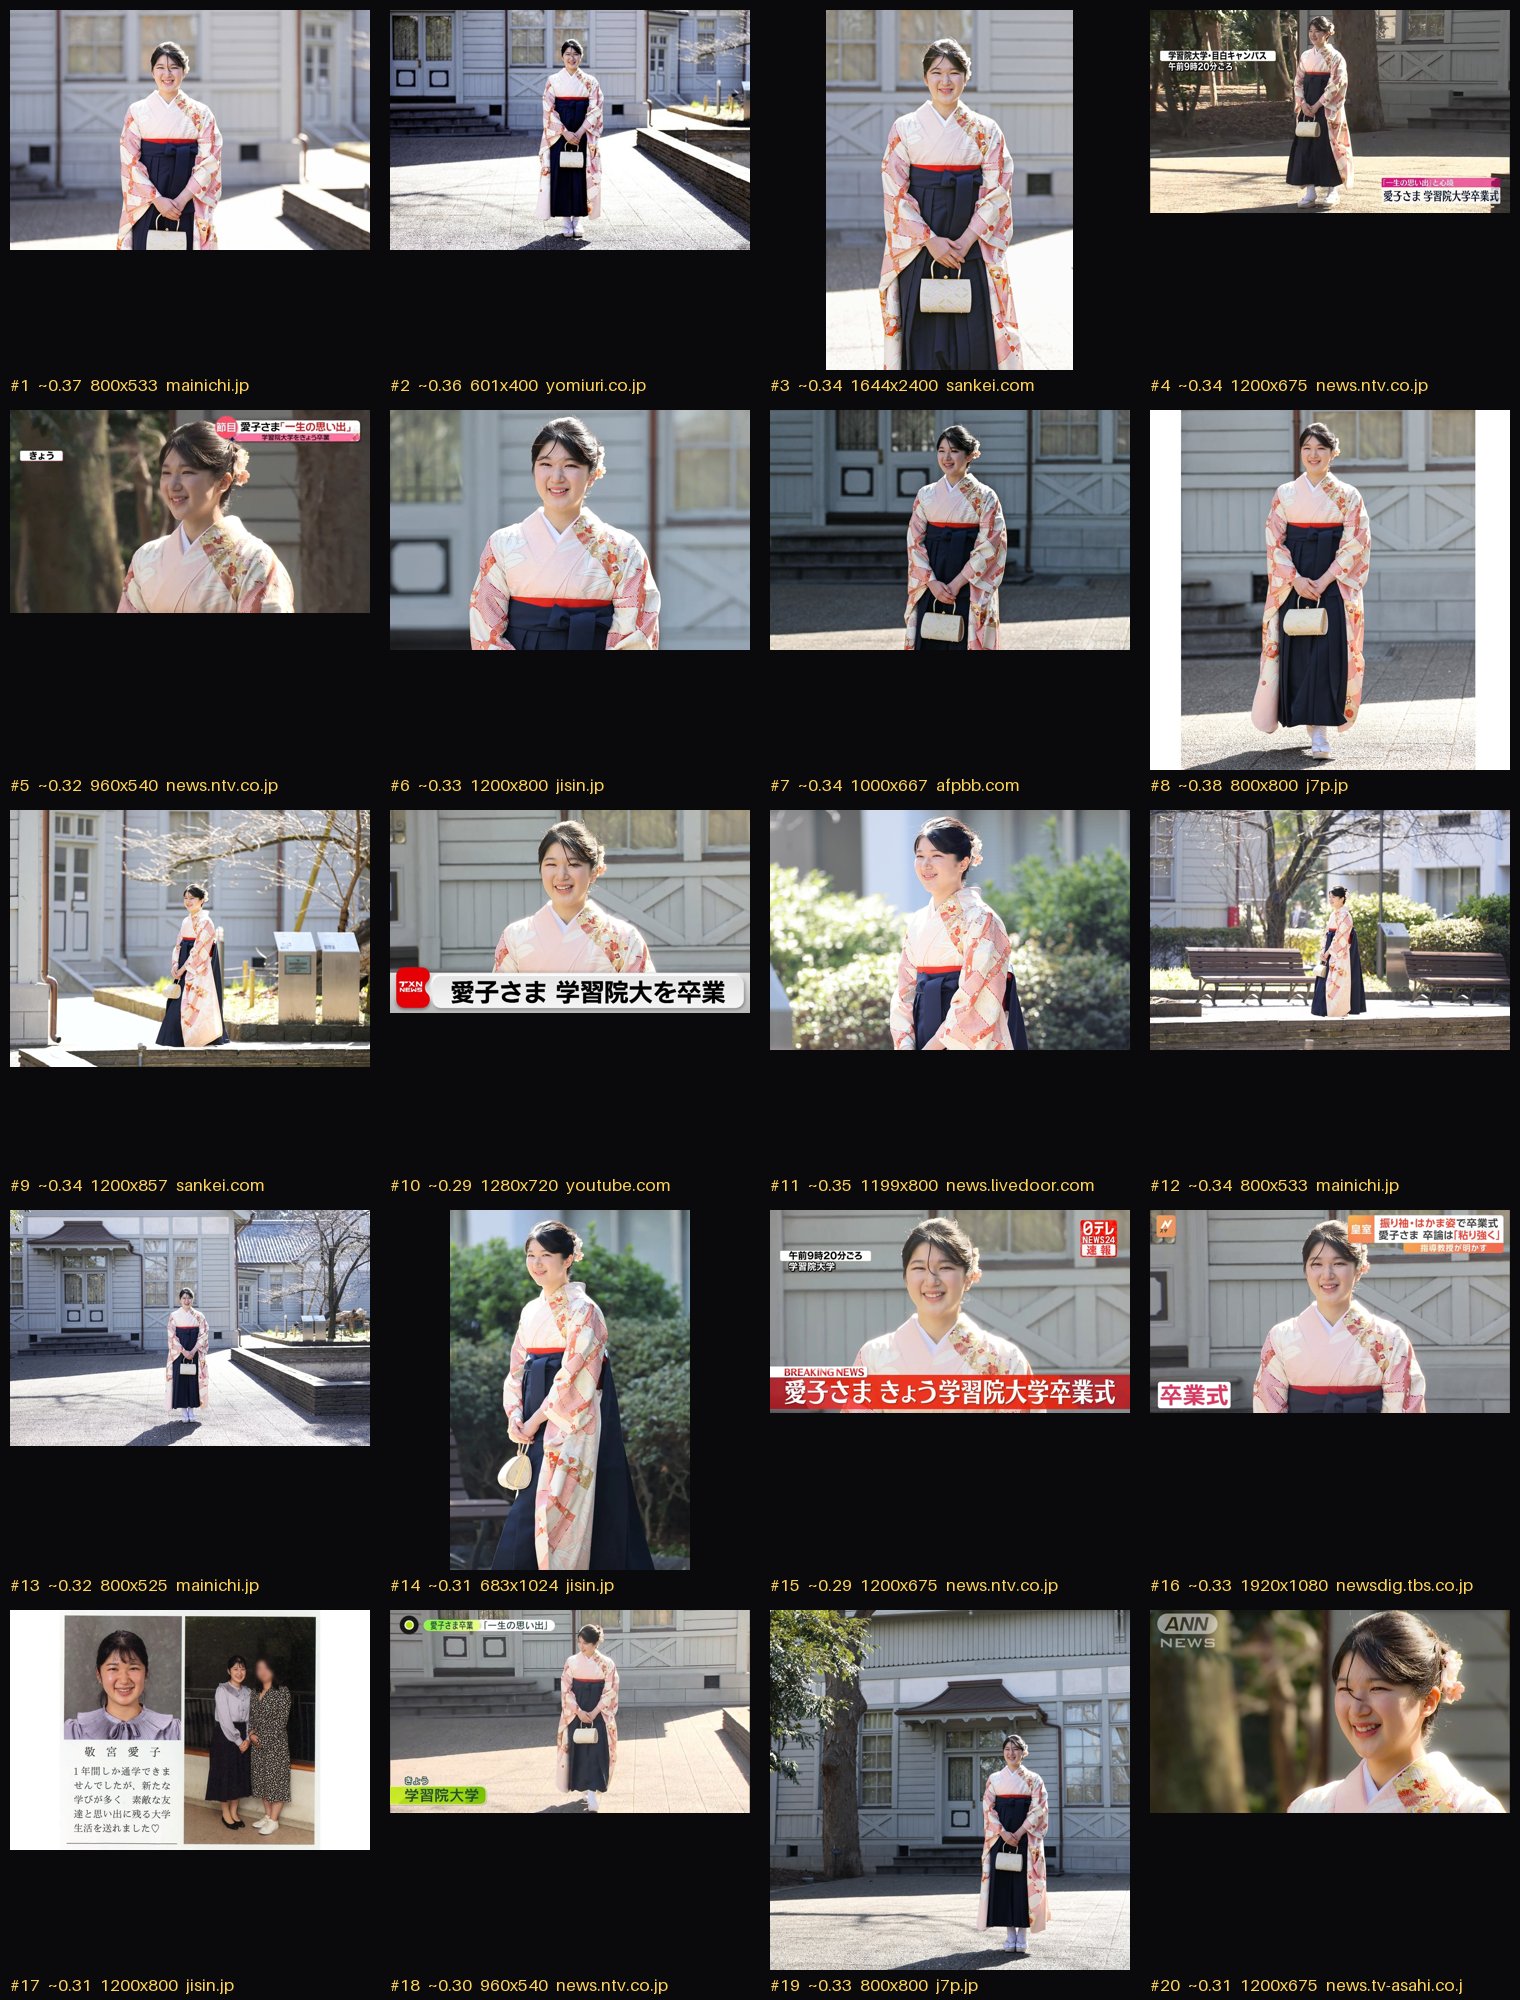 学習院大学・目白キャンパス
午前9時20分ごろ
「一生の思い出」と心境
愛子さま 学習院大学卒業式
#1 ~0.37 800x533 mainichi.jp
#2 ~0.36 601x400 yomiuri.co.jp
#3 ~0.34 1644x2400 sankei.com
#4 ~0.34 1200x675 news.ntv.co.jp
節目
愛子さま「一生の思い出」
学習院大学をきょう卒業
きょう
#5 ~0.32 960x540 news.ntv.co.jp
#6 ~0.33 1200x800 jisin.jp
#7 ~0.34 1000x667 afpbb.com
#8 ~0.38 800x800 j7p.jp
TXN
NEWS
愛子さま 学習院大を卒業
#9 ~0.34 1200x857 sankei.com
#10 ~0.29 1280x720 youtube.com
#11 ~0.35 1199x800 news.livedoor.com
#12 ~0.34 800x533 mainichi.jp
午前9時20分ごろ
学習院大学
日テレ
NEWS24
速報
BREAKING NEWS
愛子さま きょう学習院大学卒業式
N
皇室
振り袖・はかま姿で卒業式
愛子さま 卒論は「粘り強く」
指導教授が明かす
卒業式
#13 ~0.32 800x525 mainichi.jp
#14 ~0.31 683x1024 jisin.jp
#15 ~0.29 1200x675 news.ntv.co.jp
#16 ~0.33 1920x1080 newsdig.tbs.co.jp
敬宮愛子
1年間しか通学できま
せんでしたが、新たな
学びが多く 素敵な友
達と思い出に残る大学
生活を送れました♡
愛子さま卒業
「一生の思い出」
きょう
学習院大学
ANN
NEWS
#17 ~0.31 1200x800 jisin.jp
#18 ~0.30 960x540 news.ntv.co.jp
#19 ~0.33 800x800 j7p.jp
#20 ~0.31 1200x675 news.tv-asahi.co.j